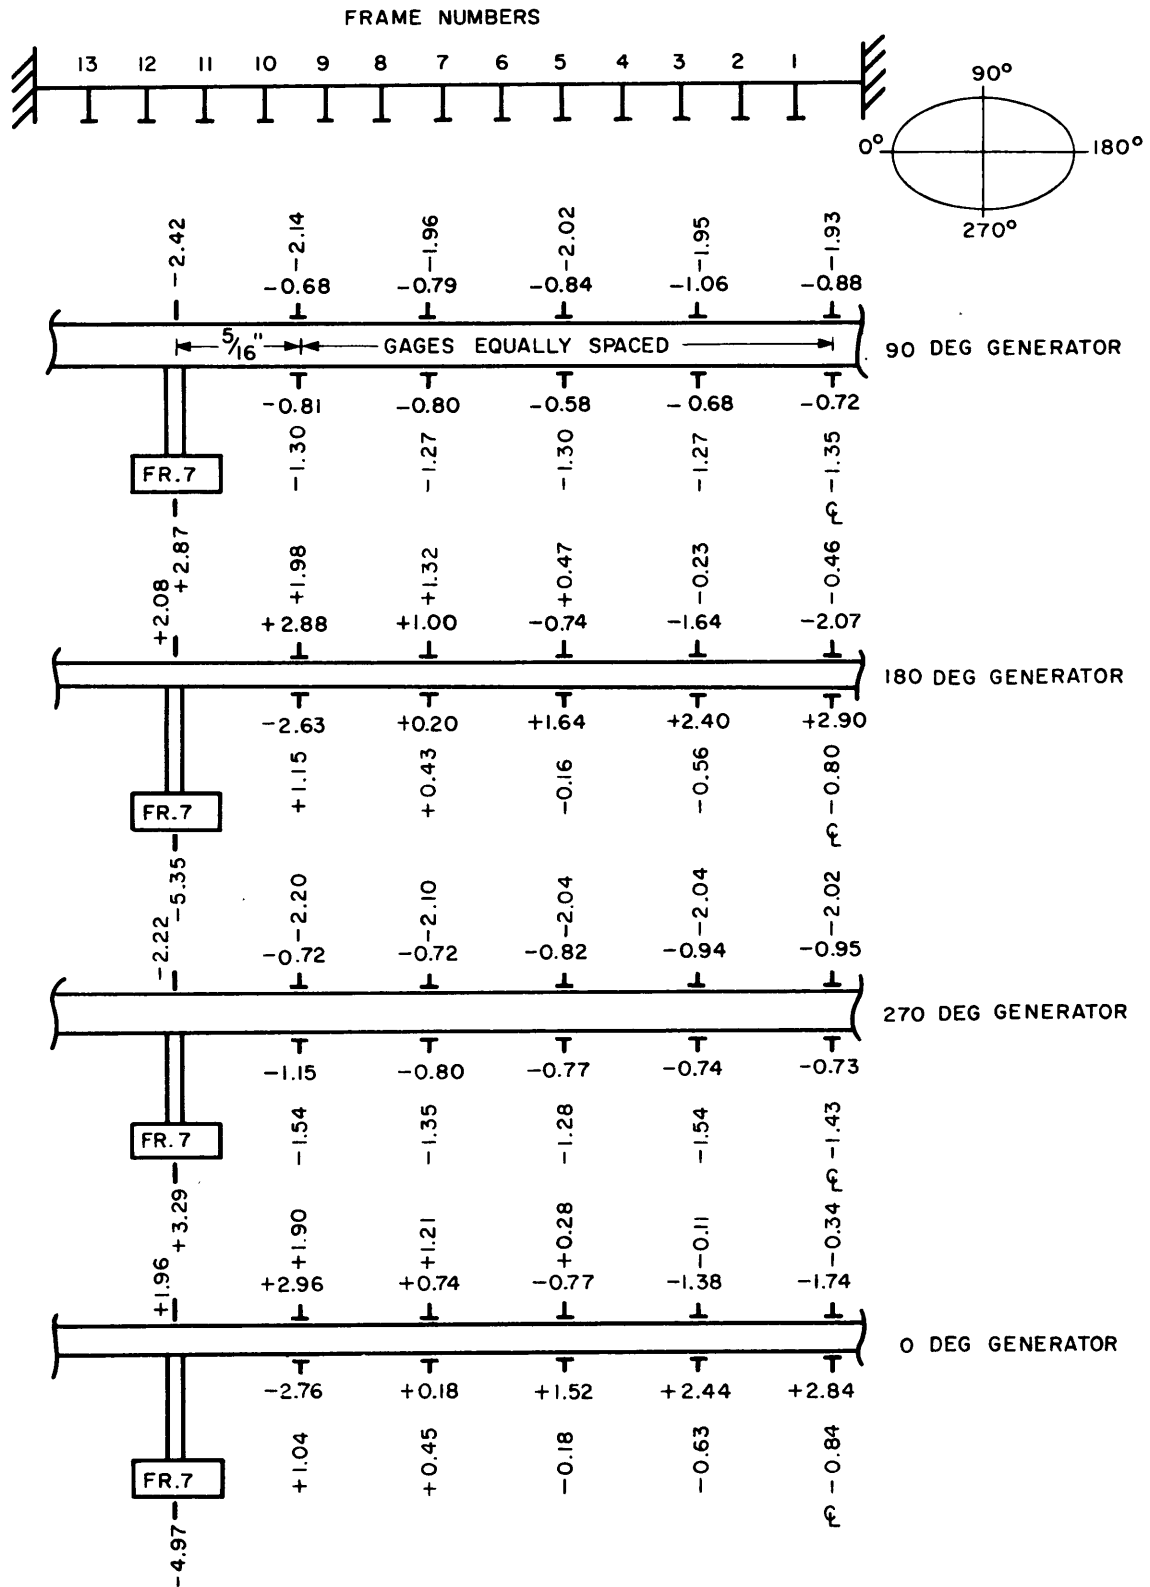 FRAME NUMBERS
13 12 11 10 9 8 7 6 5 4 3 2 1
90°
0° 180°
270°
-2.42 -2.14 -1.96 -2.02 -1.95 -1.93
-0.68 -0.79 -0.84 -1.06 -0.88
5/16" GAGES EQUALLY SPACED 90 DEG GENERATOR
-0.81 -0.80 -0.58 -0.68 -0.72
-1.30 -1.27 -1.30 -1.27 -1.35
FR.7
℄
+2.08 +2.87 +1.98 +1.32 +0.47 -0.23 -0.46
+2.88 +1.00 -0.74 -1.64 -2.07
180 DEG GENERATOR
-2.63 +0.20 +1.64 +2.40 +2.90
+1.15 +0.43 -0.16 -0.56 -0.80
FR.7
℄
-2.22 -5.35 -2.20 -2.10 -2.04 -2.04 -2.02
-0.72 -0.72 -0.82 -0.94 -0.95
270 DEG GENERATOR
-1.15 -0.80 -0.77 -0.74 -0.73
-1.54 -1.35 -1.28 -1.54 -1.43
FR.7
℄
+1.96 +3.29 +1.90 +1.21 +0.28 -0.11 -0.34
+2.96 +0.74 -0.77 -1.38 -1.74
0 DEG GENERATOR
-2.76 +0.18 +1.52 +2.44 +2.84
+1.04 +0.45 -0.18 -0.63 -0.84
FR.7
℄
-4.97